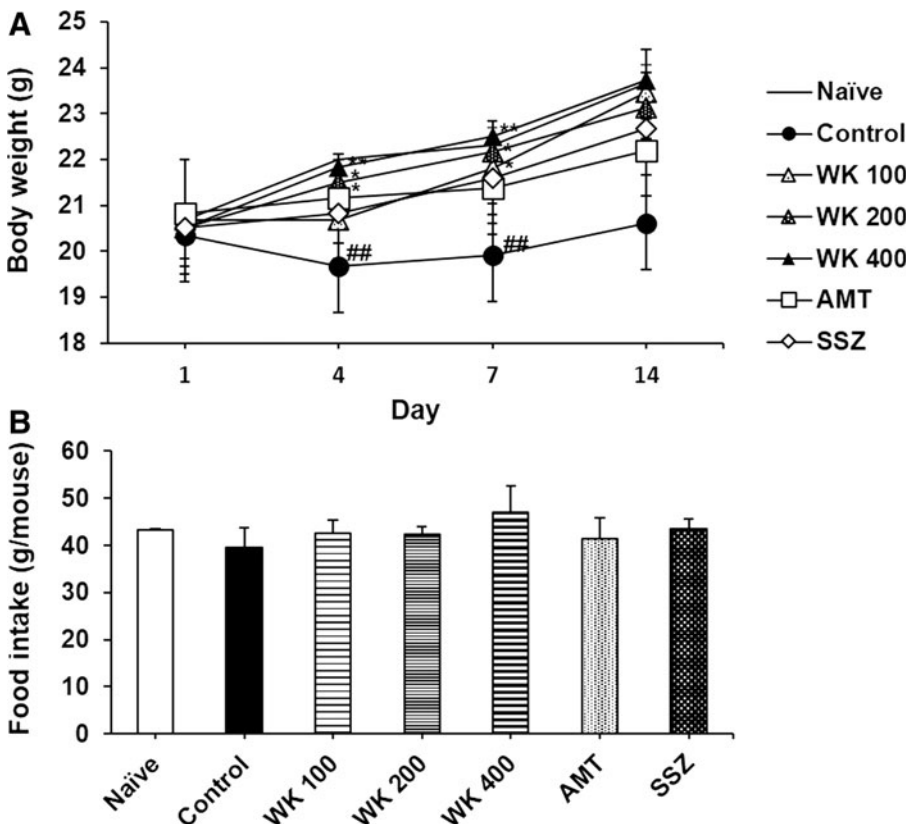 A
Body weight (g)
25
24
23
22
21
20
19
18
**
*
*
##
**
*
*
##
1 4 7 14
Day
Naïve
Control
WK 100
WK 200
WK 400
AMT
SSZ
B
Food intake (g/mouse)
60
50
40
30
20
10
0
Naïve
Control
WK 100
WK 200
WK 400
AMT
SSZ